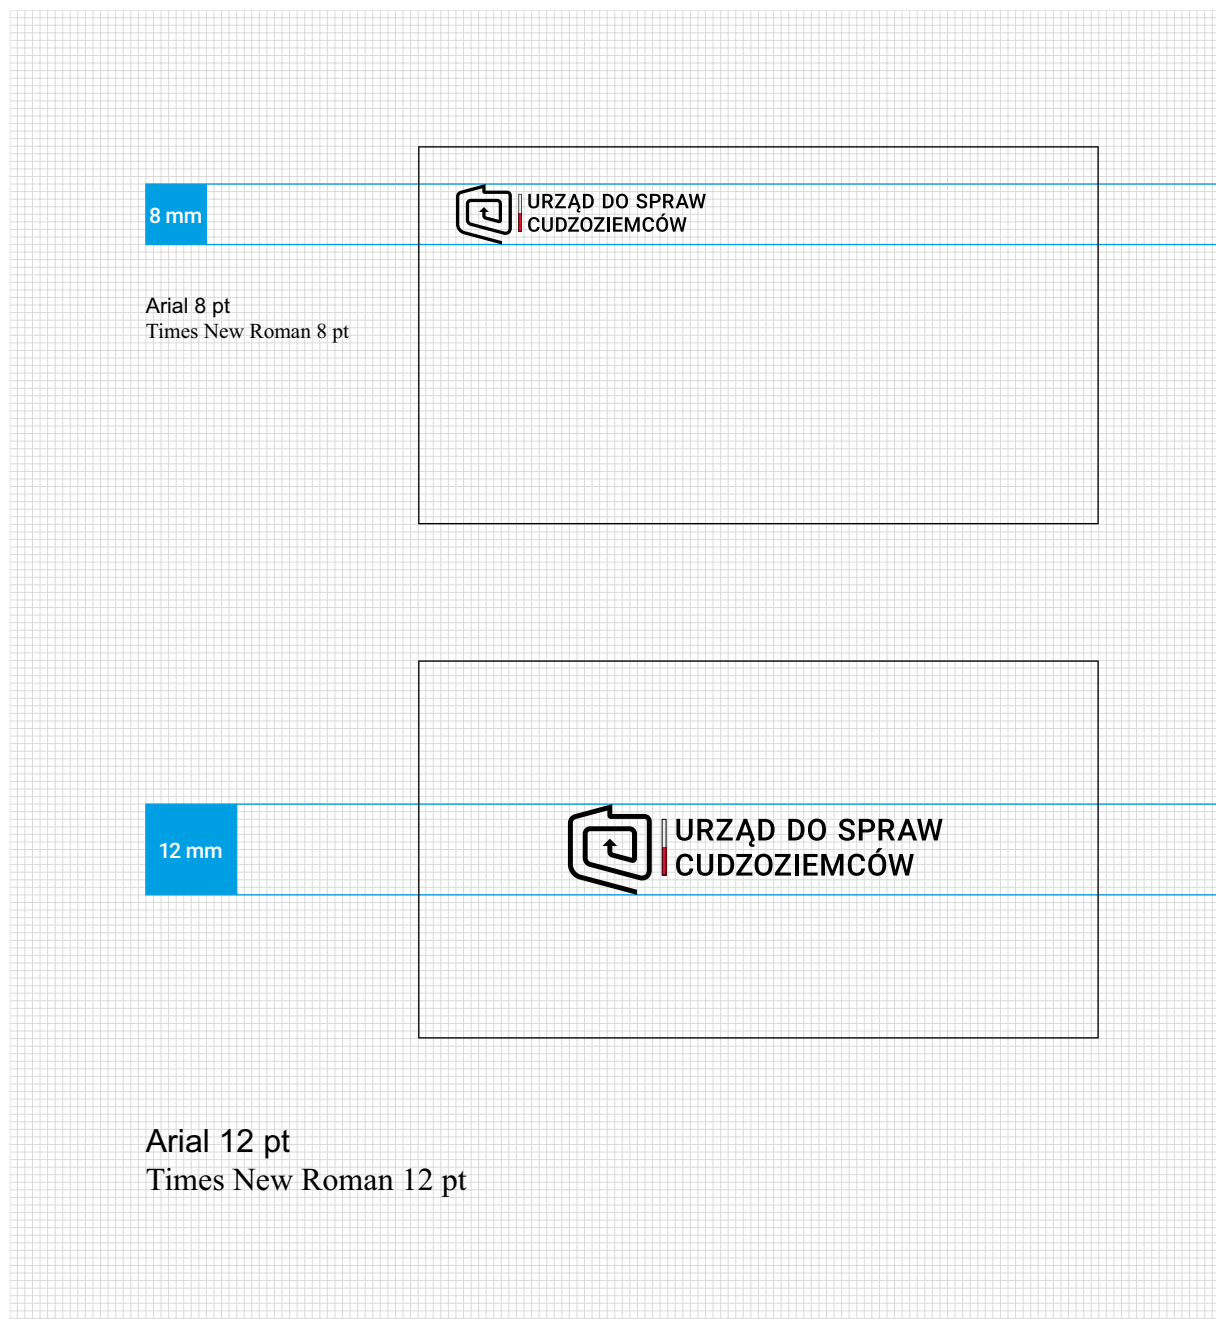 8 mm
URZĄD DO SPRAW
CUDZOZIEMCÓW
Arial 8 pt
Times New Roman 8 pt
12 mm
URZĄD DO SPRAW
CUDZOZIEMCÓW
Arial 12 pt
Times New Roman 12 pt